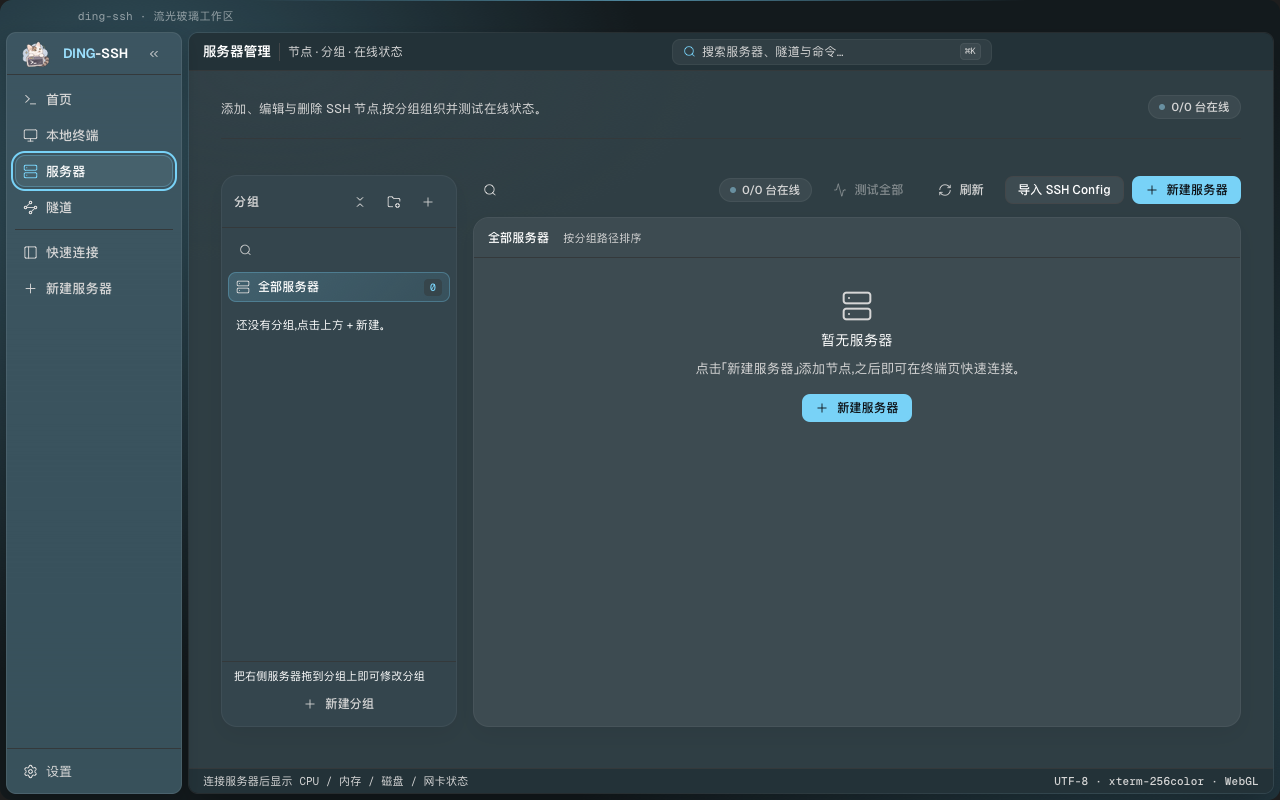 ding-ssh · 流光玻璃工作区
DING-SSH
首页
本地终端
服务器
隧道
快速连接
新建服务器
设置
服务器管理 节点·分组·在线状态
搜索服务器、隧道与命令… ⌘K
添加、编辑与删除 SSH 节点,按分组组织并测试在线状态。
0/0 台在线
分组
全部服务器 0
还没有分组,点击上方 + 新建。
把右侧服务器拖到分组上即可修改分组
新建分组
0/0 台在线 测试全部 刷新 导入 SSH Config 新建服务器
全部服务器 按分组路径排序
暂无服务器
点击「新建服务器」添加节点,之后即可在终端页快速连接。
新建服务器
连接服务器后显示 CPU / 内存 / 磁盘 / 网卡状态
UTF-8 · xterm-256color · WebGL